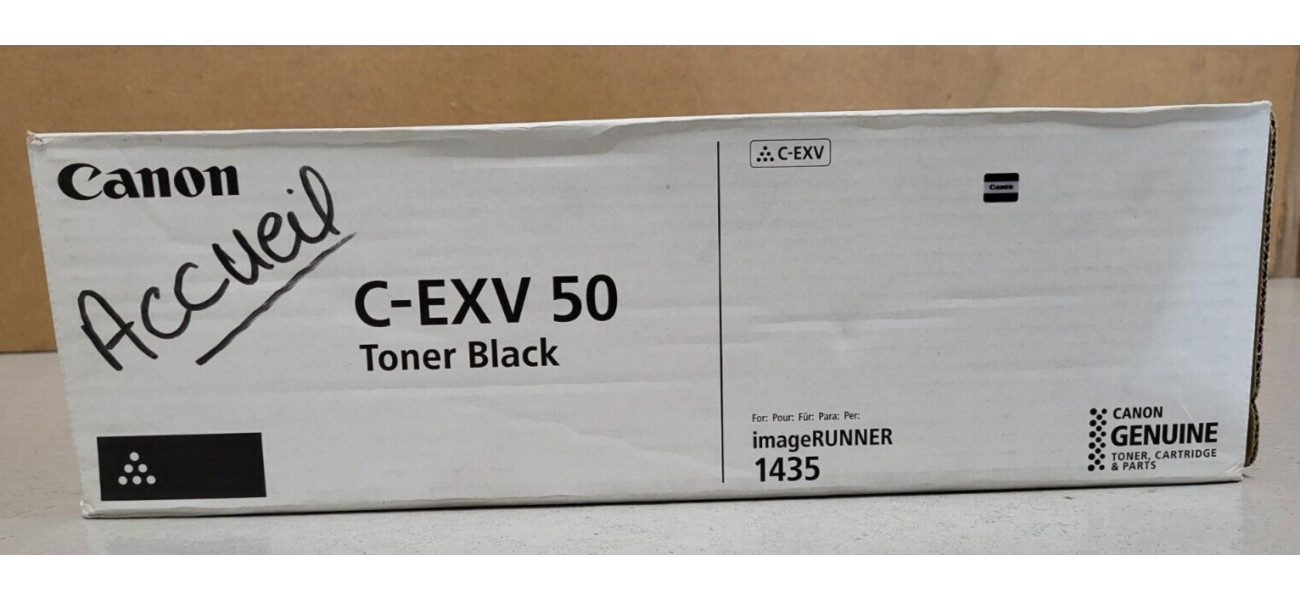 Canon
Accueil
C-EXV 50
Toner Black
C-EXV
Canon
For: Pour: Für: Para: Per:
imageRUNNER
1435
CANON
GENUINE
TONER, CARTRIDGE
& PARTS